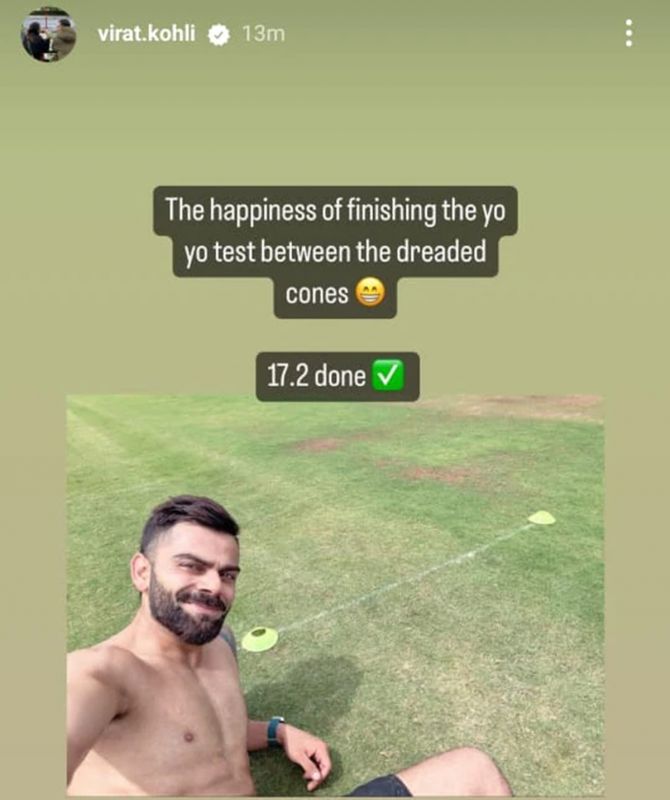 virat.kohli 13m
The happiness of finishing the yo
yo test between the dreaded
cones 😁
17.2 done ✅